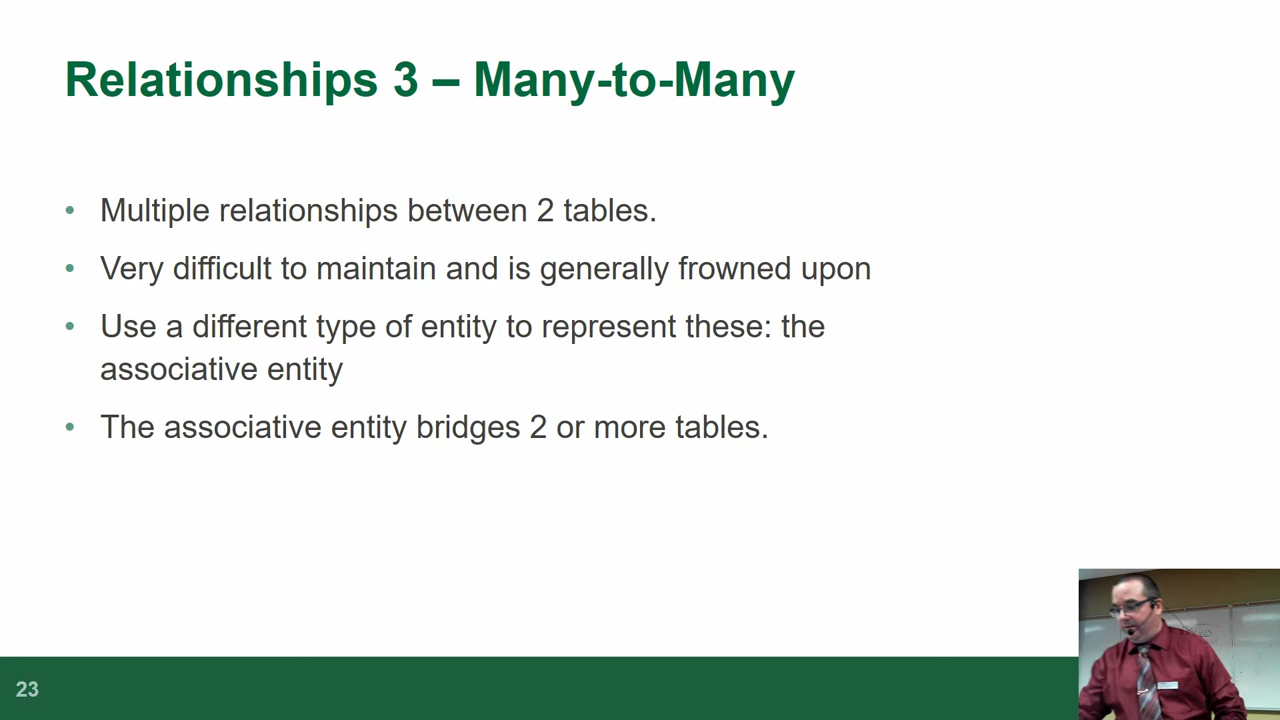 Relationships 3 – Many-to-Many
• Multiple relationships between 2 tables.
• Very difficult to maintain and is generally frowned upon
• Use a different type of entity to represent these: the
associative entity
• The associative entity bridges 2 or more tables.
23